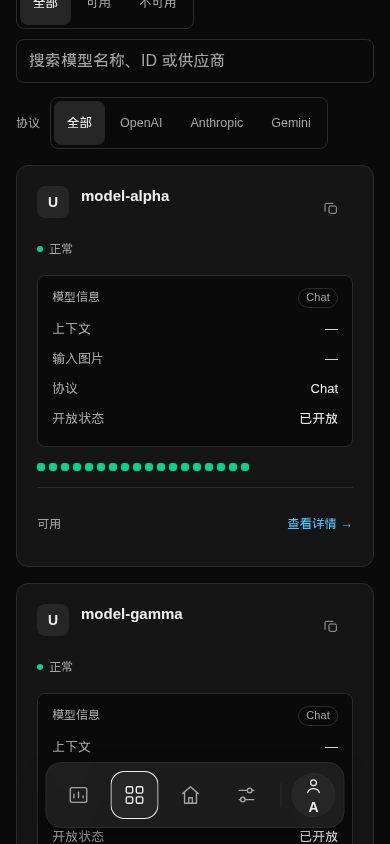 全部 可用 不可用
搜索模型名称、ID 或供应商
协议 全部 OpenAI Anthropic Gemini
U model-alpha
正常
模型信息 Chat
上下文 —
输入图片 —
协议 Chat
开放状态 已开放
可用 查看详情 →
U model-gamma
正常
模型信息 Chat
上下文 —
A
开放状态 已开放